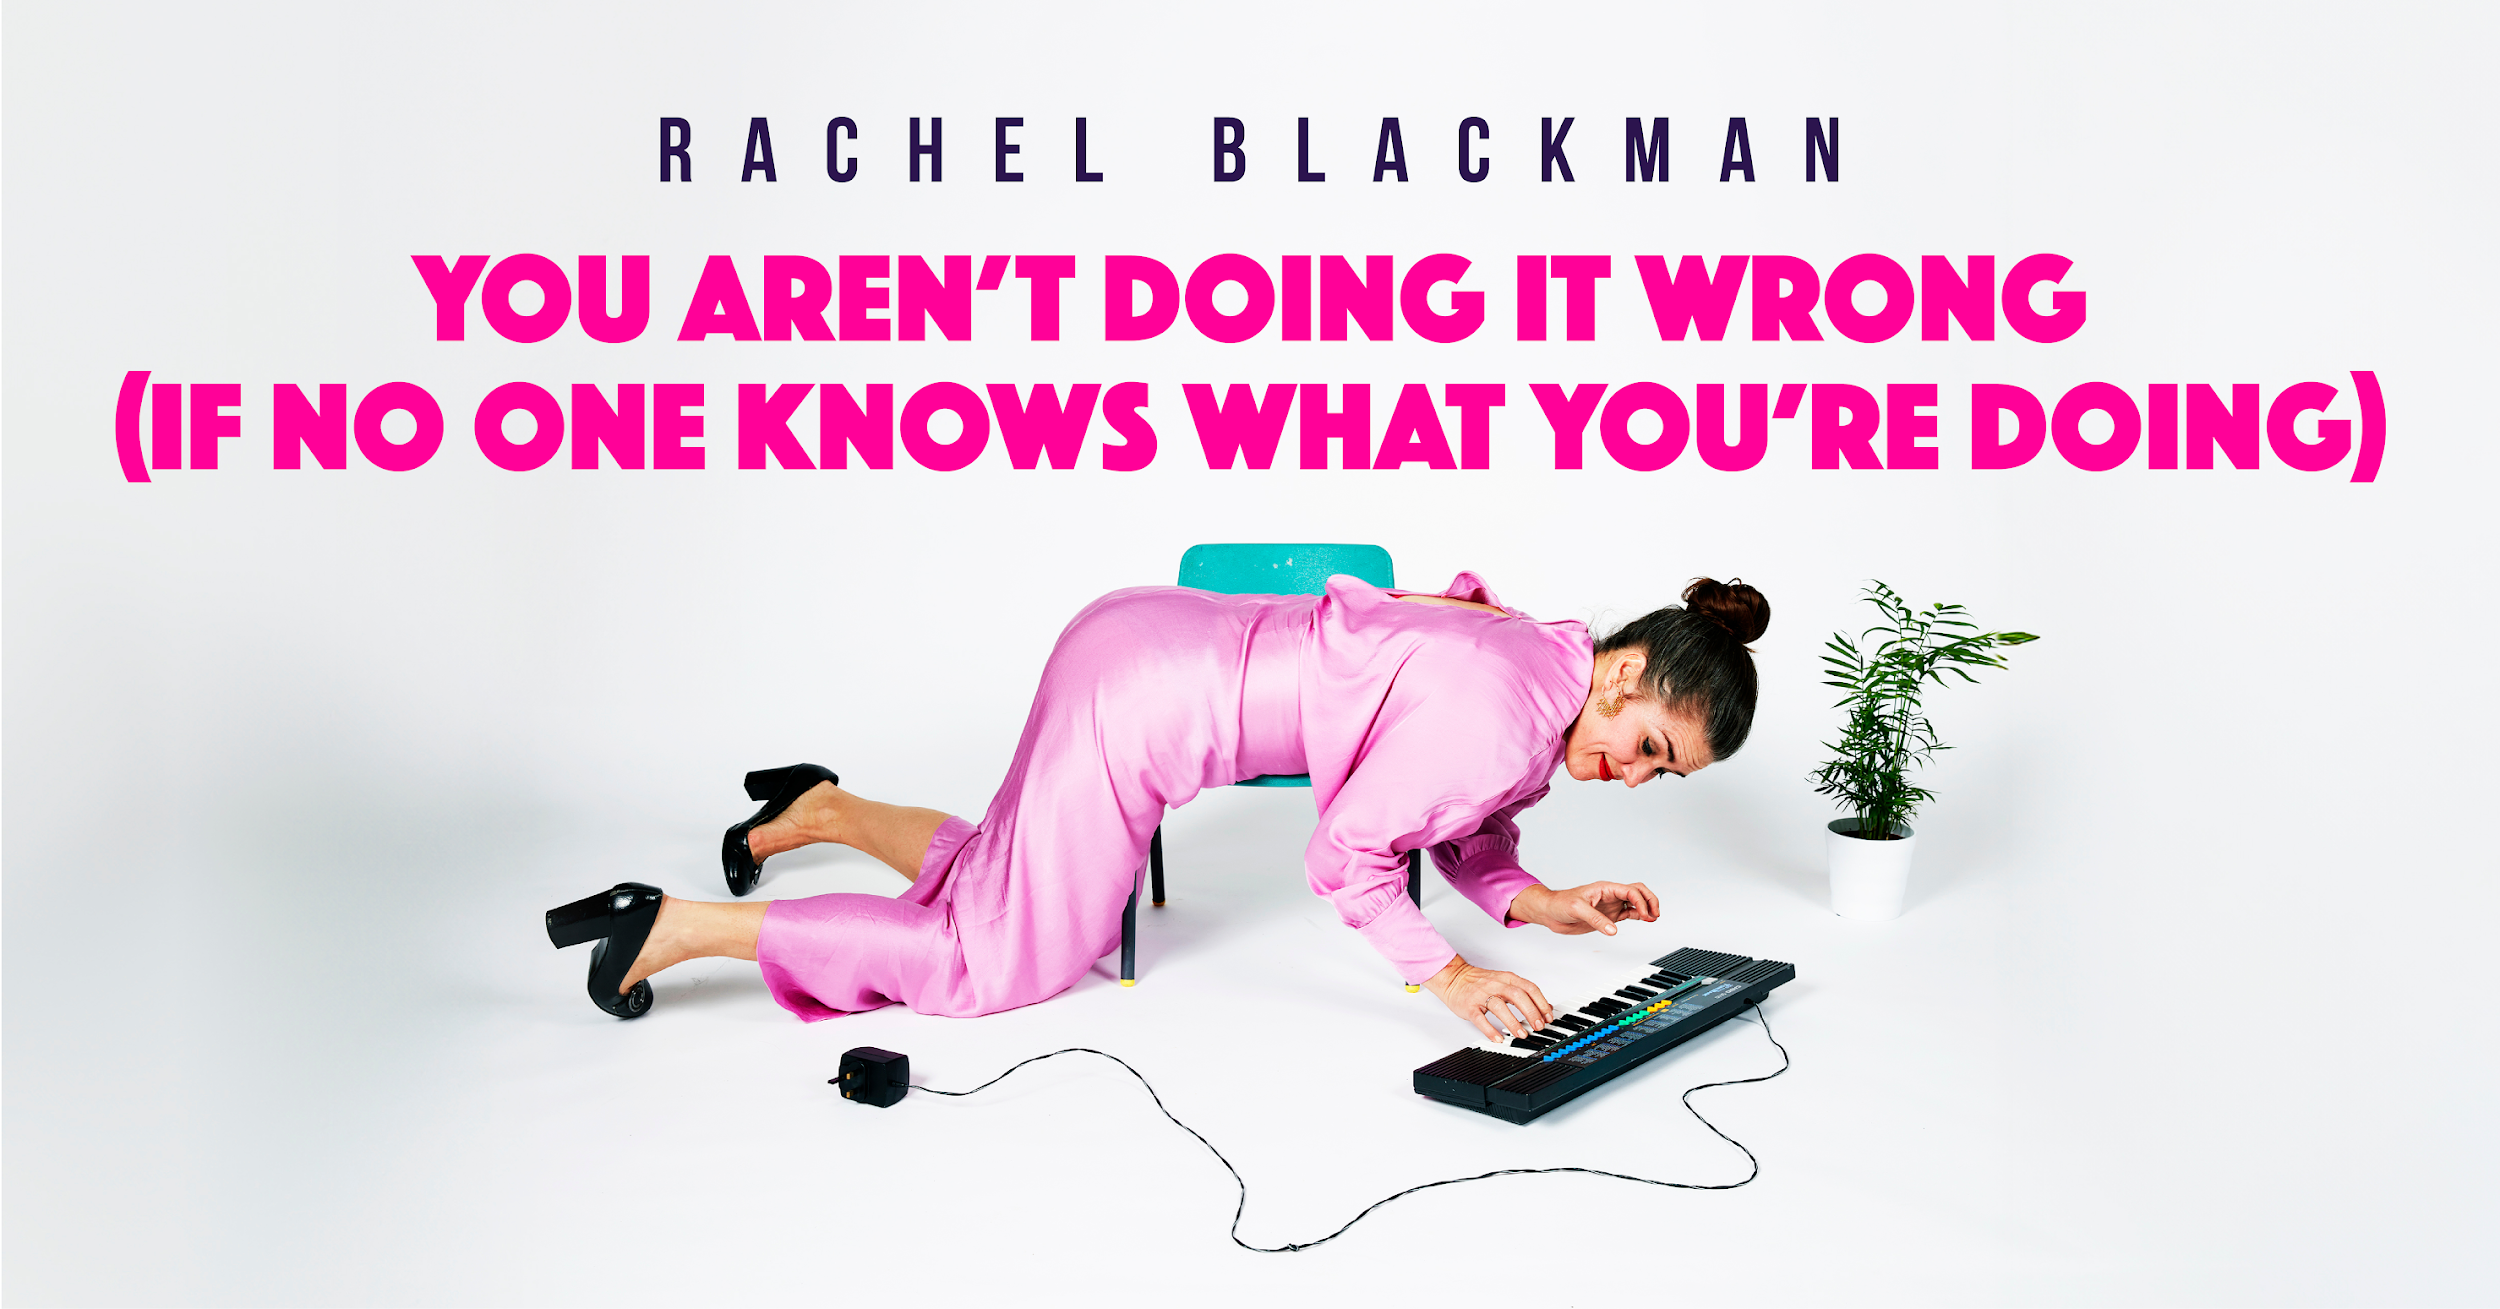 RACHEL BLACKMAN
YOU AREN'T DOING IT WRONG
(IF NO ONE KNOWS WHAT YOU'RE DOING)